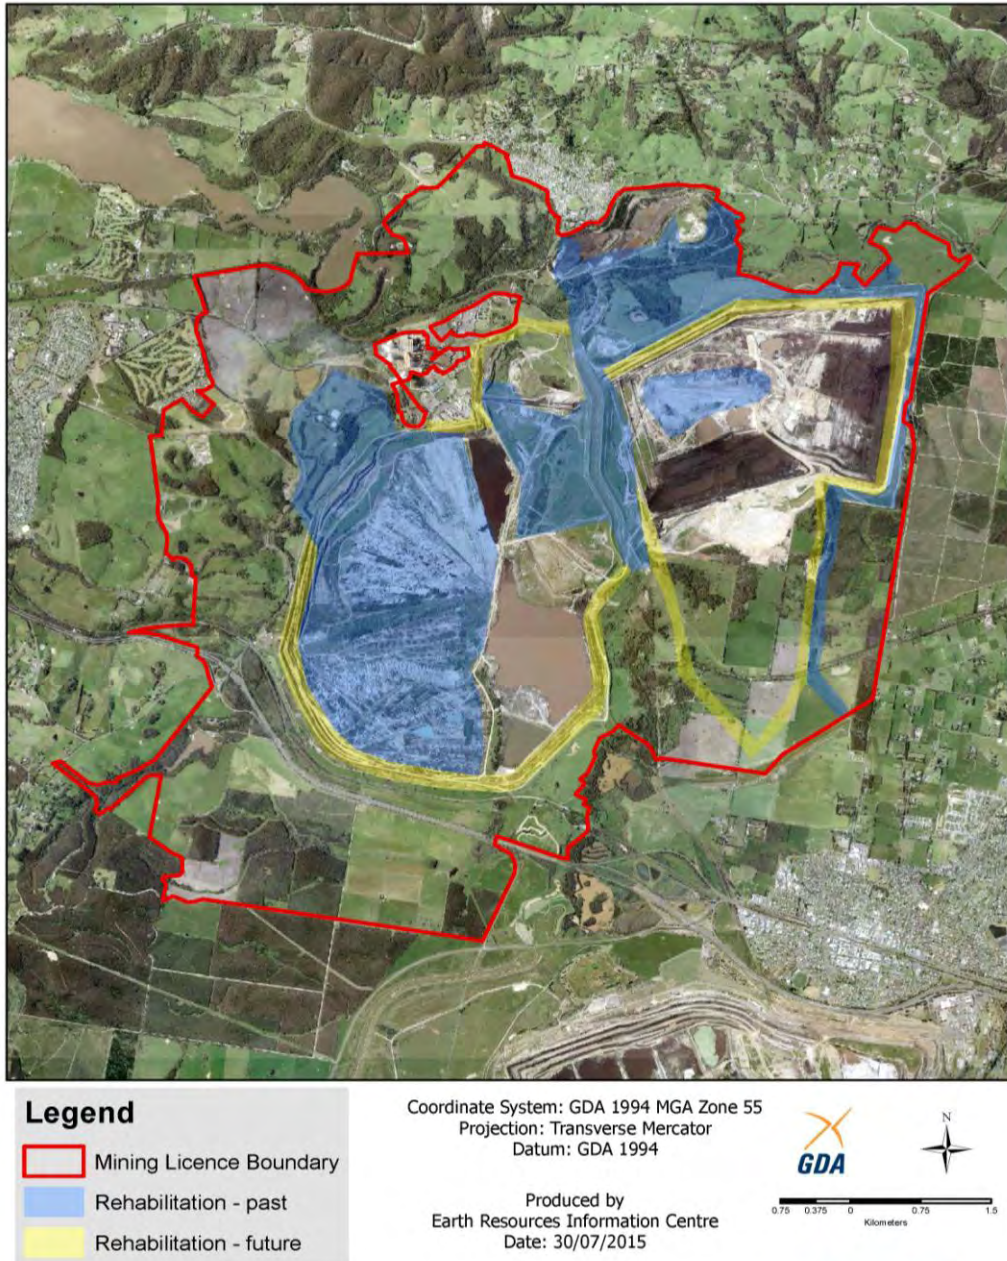 Legend
Mining Licence Boundary
Rehabilitation - past
Rehabilitation - future
Coordinate System: GDA 1994 MGA Zone 55
Projection: Transverse Mercator
Datum: GDA 1994
Produced by
Earth Resources Information Centre
Date: 30/07/2015
GDA
N
0.75 0.375 0 0.75 1.5
Kilometers